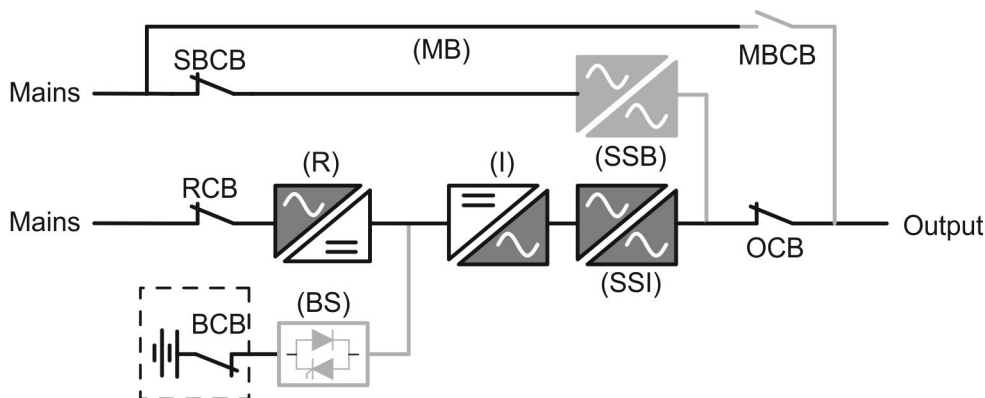 (MB)
MBCB
SBCB
Mains
(SSB)
(R)
(I)
RCB
Mains
Output
OCB
(SSI)
(BS)
BCB